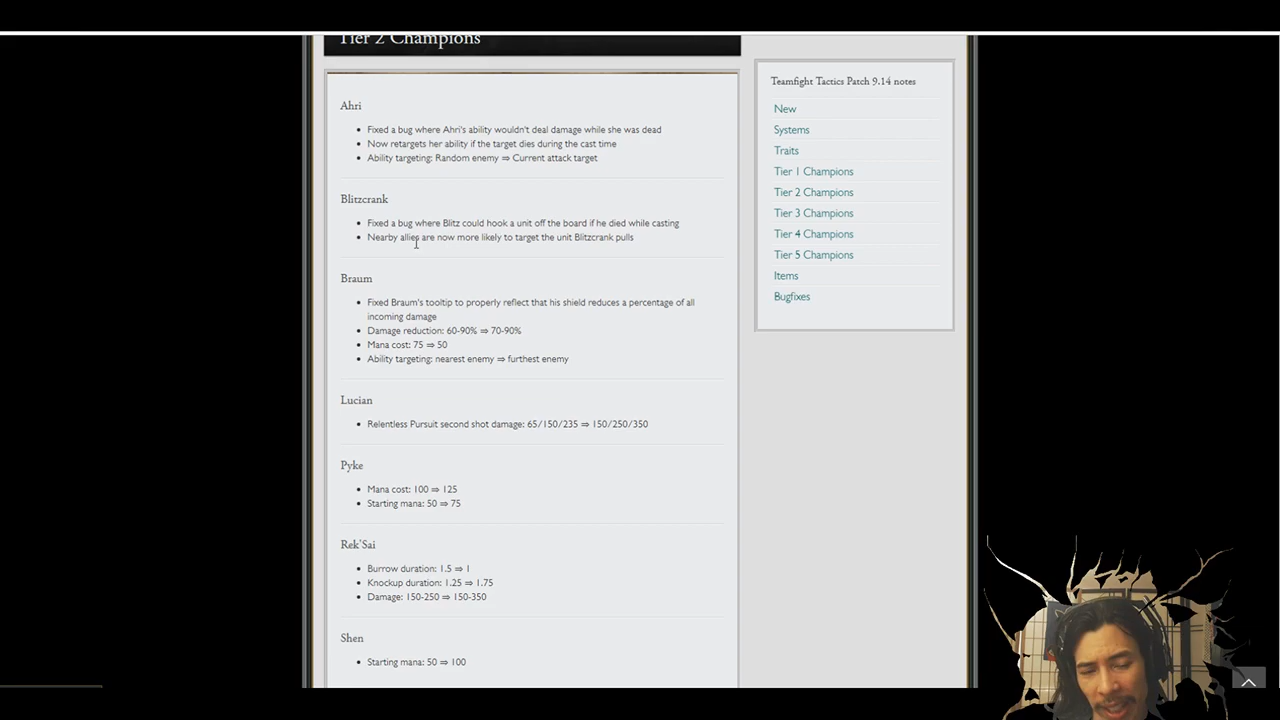 Tier 2 Champions
Ahri
Fixed a bug where Ahri's ability wouldn't deal damage while she was dead
Now retargets her ability if the target dies during the cast time
Ability targeting: Random enemy ⇒ Current attack target
Blitzcrank
Fixed a bug where Blitz could hook a unit off the board if he died while casting
Nearby allies are now more likely to target the unit Blitzcrank pulls
Braum
Fixed Braum's tooltip to properly reflect that his shield reduces a percentage of all
incoming damage
Damage reduction: 60-90% ⇒ 70-90%
Mana cost: 75 ⇒ 50
Ability targeting: nearest enemy ⇒ furthest enemy
Lucian
Relentless Pursuit second shot damage: 65/150/235 ⇒ 150/250/350
Pyke
Mana cost: 100 ⇒ 125
Starting mana: 50 ⇒ 75
Rek'Sai
Burrow duration: 1.5 ⇒ 1
Knockup duration: 1.25 ⇒ 1.75
Damage: 150-250 ⇒ 150-350
Shen
Starting mana: 50 ⇒ 100
Teamfight Tactics Patch 9.14 notes
New
Systems
Traits
Tier 1 Champions
Tier 2 Champions
Tier 3 Champions
Tier 4 Champions
Tier 5 Champions
Items
Bugfixes